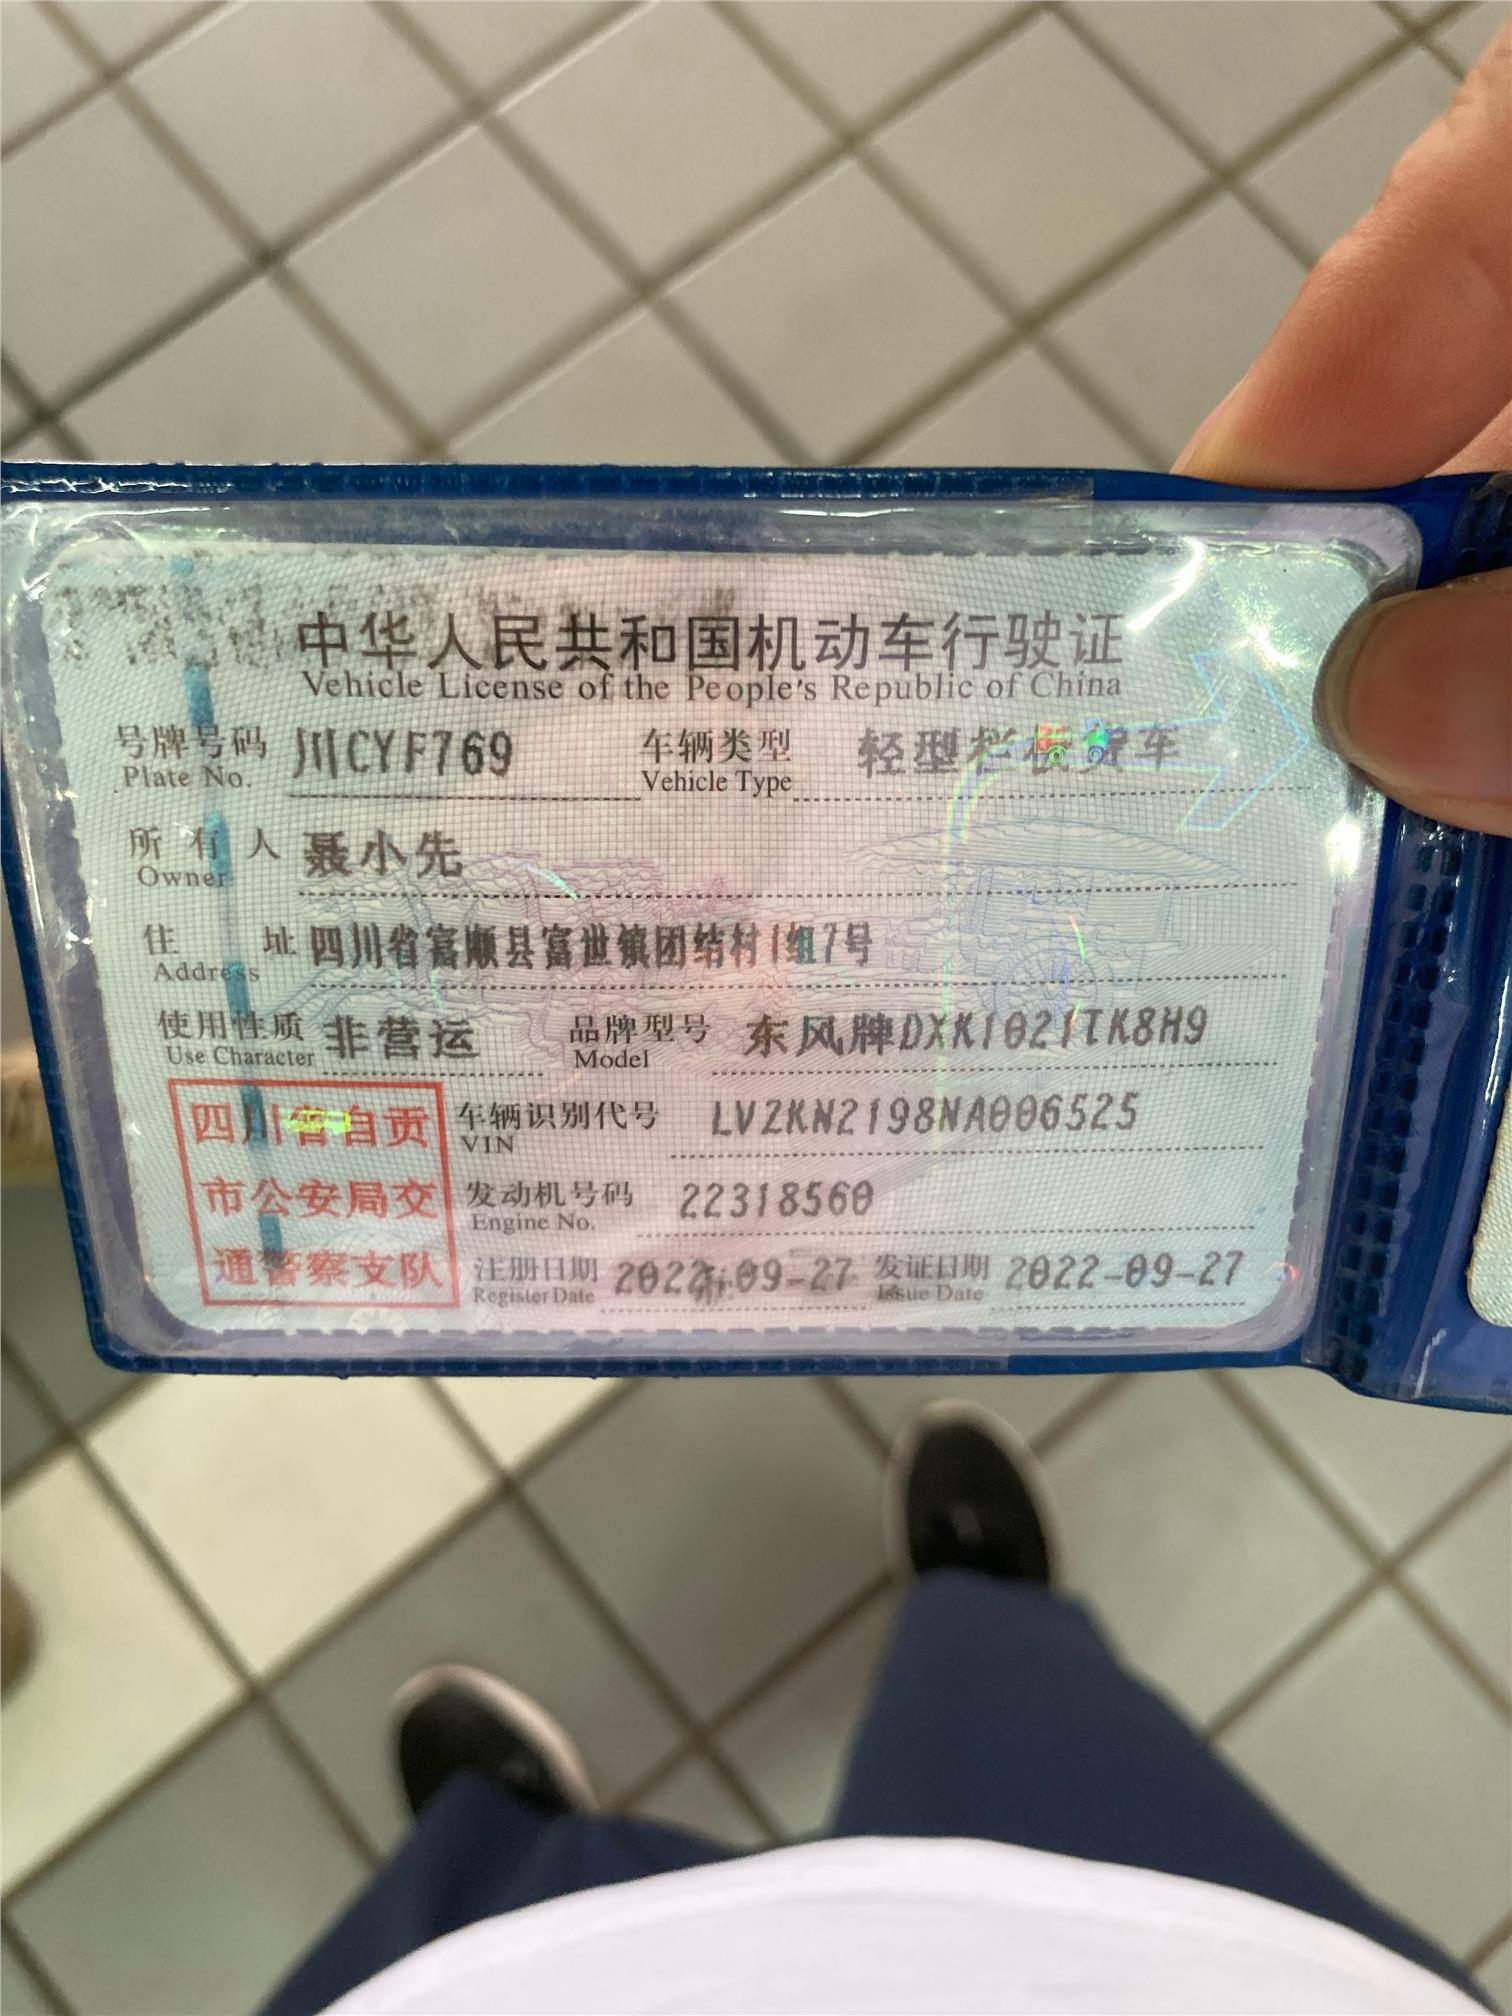 中华人民共和国机动车行驶证
Vehicle License of the People's Republic of China
号牌号码 川CYF769 车辆类型 轻型栏板货车
Plate No. Vehicle Type
所有人 聂小先
Owner
住址 四川省富顺县富世镇团结村1组7号
Address
使用性质 非营运 品牌型号 东风牌DXK1021TK8H9
Use Character Model
四川省自贡
市公安局交
通警察支队
车辆识别代号 LVZKN2198NA006525
VIN
发动机号码 22318560
Engine No.
注册日期 2022-09-27 发证日期 2022-09-27
Register Date Issue Date